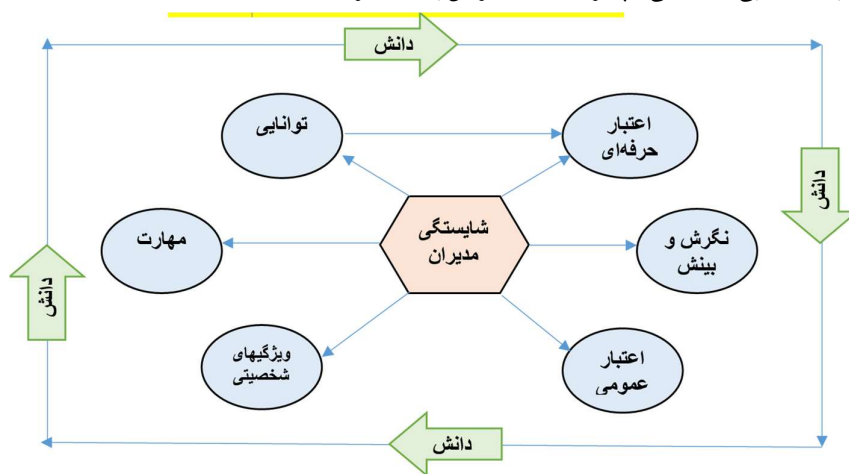 دانش
توانایی
اعتبار
حرفه‌ای
دانش
شایستگی
مدیران
مهارت
نگرش و
بینش
دانش
ویژگیهای
شخصیتی
اعتبار
عمومی
دانش